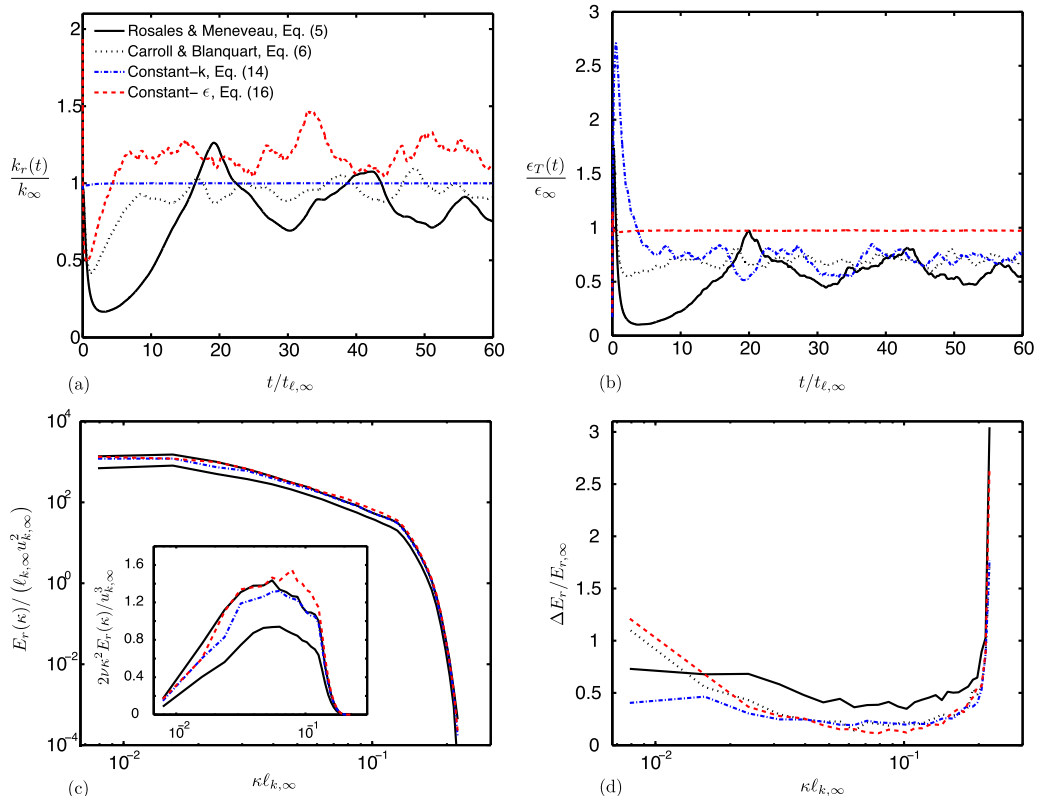 2
1.5
1
0.5
0
k_r(t)
k_∞
Rosales & Meneveau, Eq. (5)
Carroll & Blanquart, Eq. (6)
Constant−k, Eq. (14)
Constant− ϵ, Eq. (16)
0 10 20 30 40 50 60
t/t_{ℓ,∞}
(a)
3
2.5
2
1.5
1
0.5
0
ϵ_T(t)
ϵ_∞
0 10 20 30 40 50 60
t/t_{ℓ,∞}
(b)
10^4
10^2
10^0
10^{−2}
10^{−4}
E_r(κ)/(ℓ_{k,∞}u^2_{k,∞})
1.6
1.2
0.8
0.4
0
2νκ^2E_r(κ)/u^3_{k,∞}
10^{−2} 10^{−1}
10^{−2} 10^{−1}
κℓ_{k,∞}
(c)
3
2.5
2
1.5
1
0.5
0
ΔE_r/E_{r,∞}
10^{−2} 10^{−1}
κℓ_{k,∞}
(d)